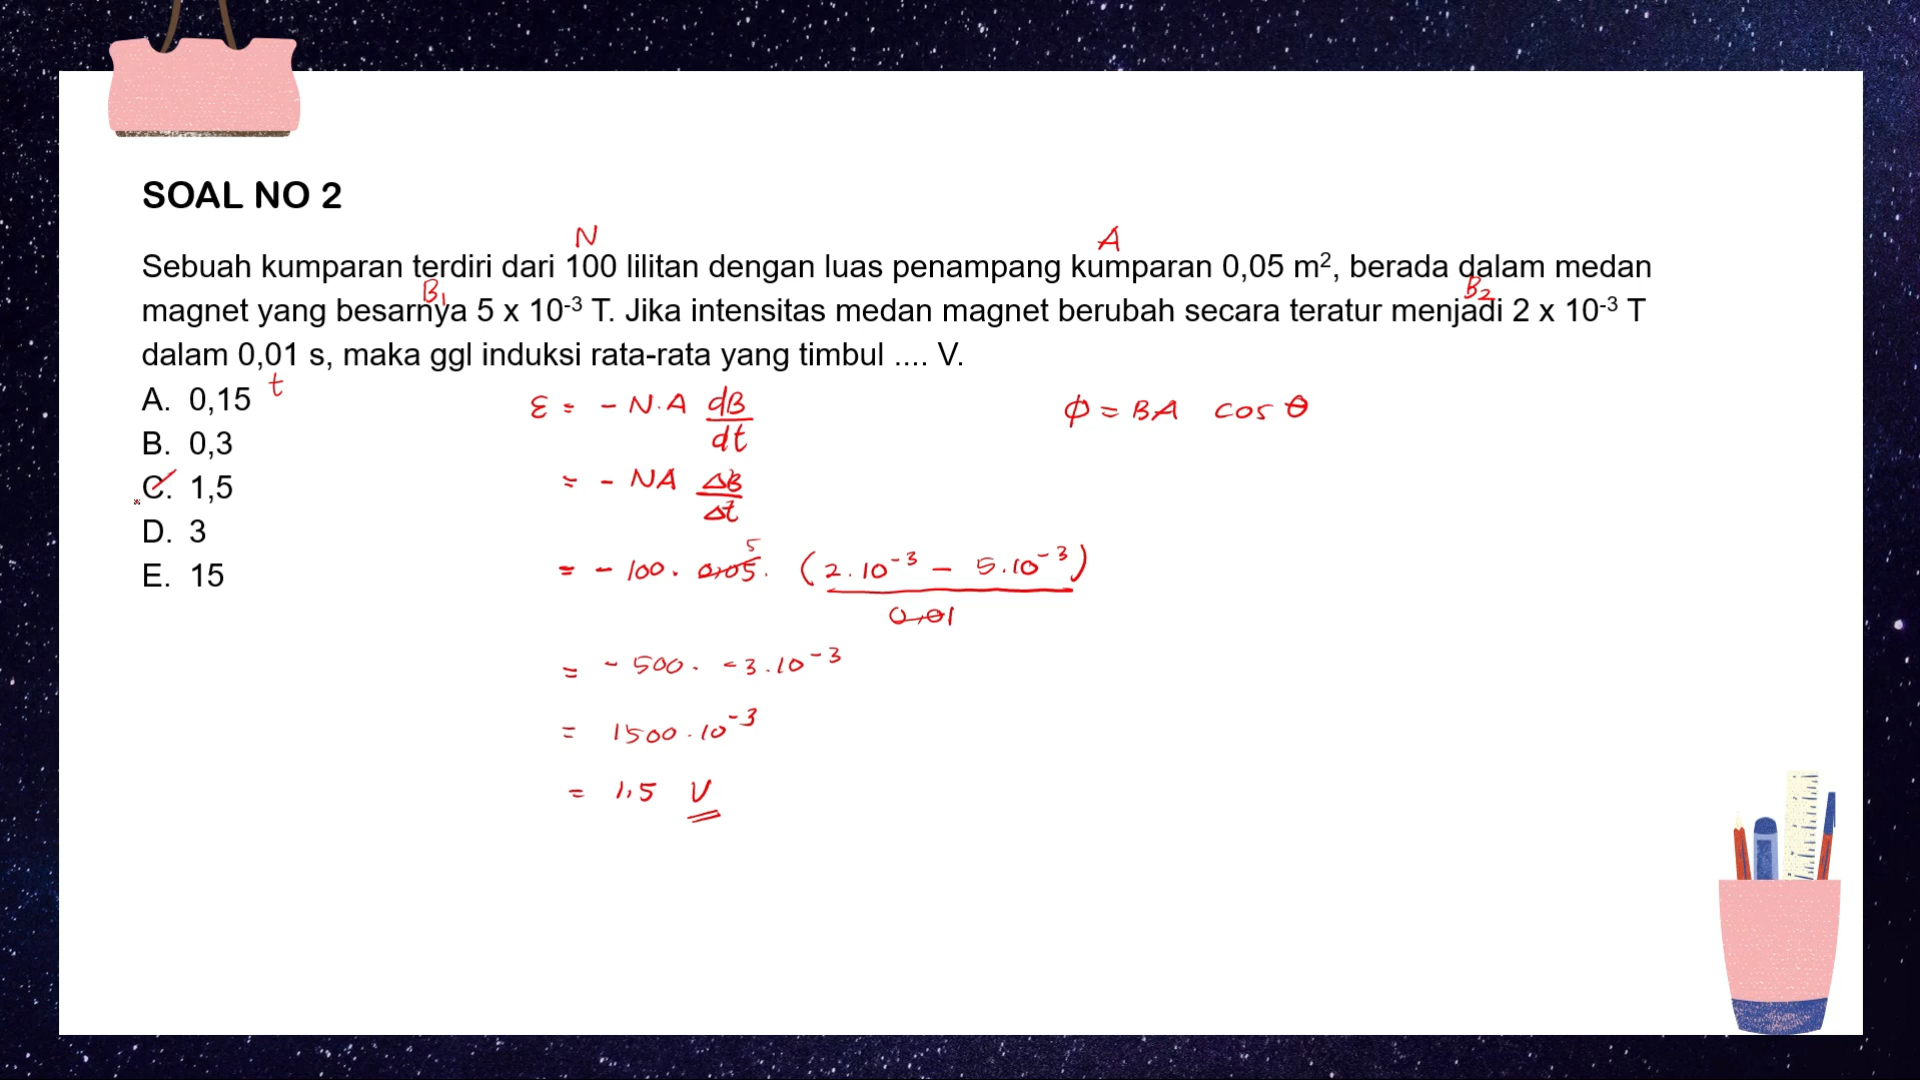 SOAL NO 2
N A
Sebuah kumparan terdiri dari 100 lilitan dengan luas penampang kumparan 0,05 m², berada dalam medan
B₁ B₂
magnet yang besarnya 5 x 10⁻³ T. Jika intensitas medan magnet berubah secara teratur menjadi 2 x 10⁻³ T
dalam 0,01 s, maka ggl induksi rata-rata yang timbul .... V.
t
A. 0,15
B. 0,3
C. 1,5
D. 3
E. 15
ε = - N.A dB/dt
= - NA ΔB/Δt
= - 100 . 0,05 . (2.10⁻³ - 5.10⁻³)
5
0,01
= - 500 . -3.10⁻³
= 1500.10⁻³
= 1,5 V
ϕ = BA cos θ